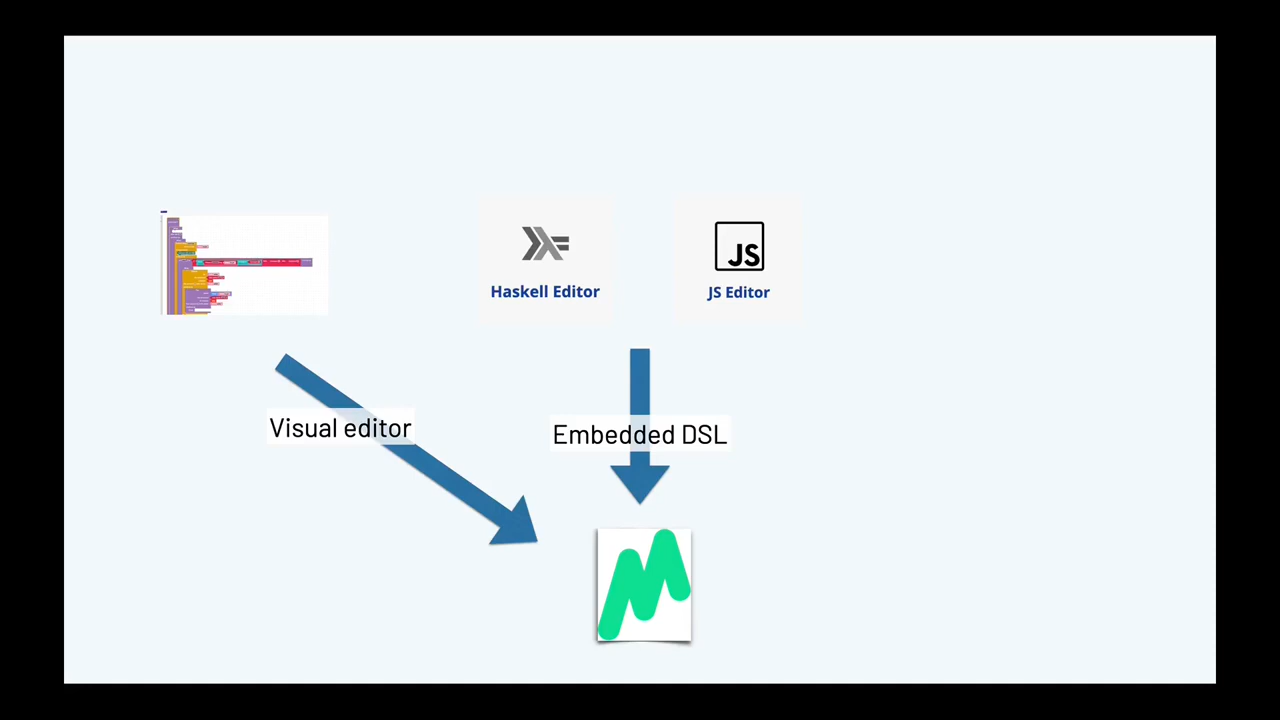 JS
Haskell Editor
JS Editor
Visual editor
Embedded DSL